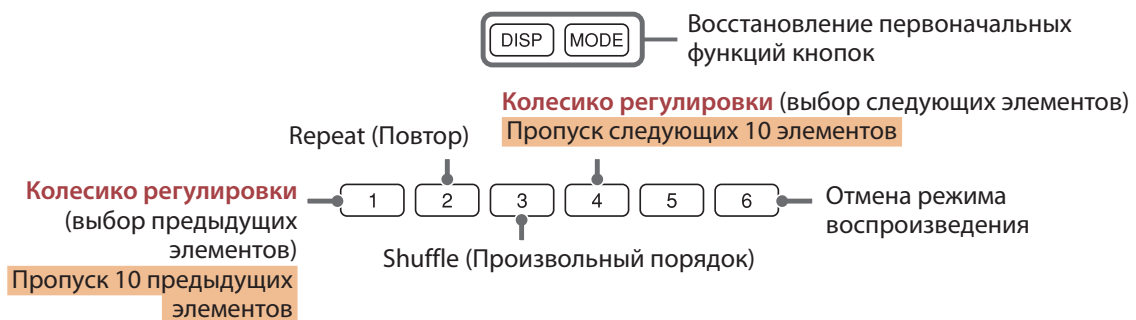 DISP MODE
Восстановление первоначальных
функций кнопок
Колесико регулировки (выбор следующих элементов)
Пропуск следующих 10 элементов
Repeat (Повтор)
Колесико регулировки
(выбор предыдущих
элементов)
Пропуск 10 предыдущих
элементов
1 2 3 4 5 6
Отмена режима
воспроизведения
Shuffle (Произвольный порядок)